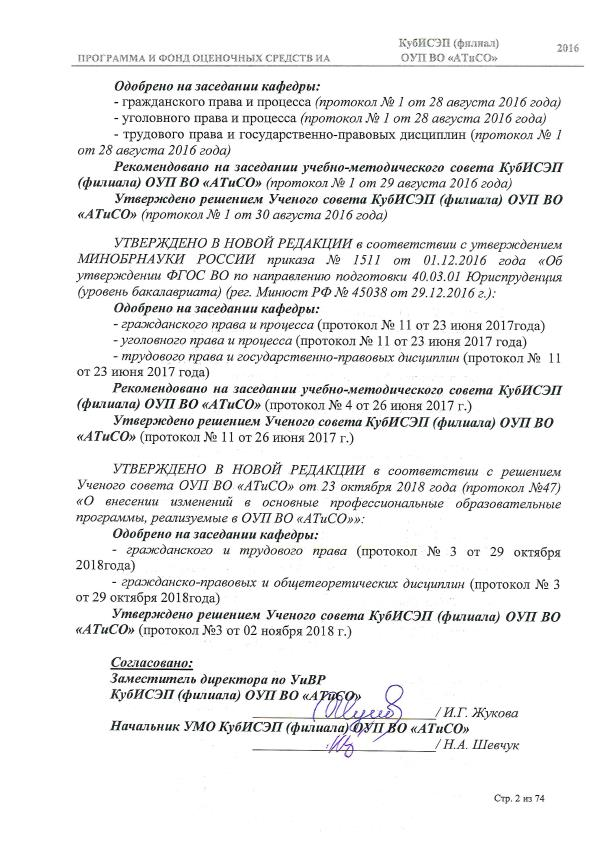 КубИСЭП (филиал) 2016
ПРОГРАММА И ФОНД ОЦЕНОЧНЫХ СРЕДСТВ ИА ОУП ВО «АТиСО»
Одобрено на заседании кафедры:
- гражданского права и процесса (протокол № 1 от 28 августа 2016 года)
- уголовного права и процесса (протокол № 1 от 28 августа 2016 года)
- трудового права и государственно-правовых дисциплин (протокол № 1
от 28 августа 2016 года)
Рекомендовано на заседании учебно-методического совета КубИСЭП
(филиала) ОУП ВО «АТиСО» (протокол № 1 от 29 августа 2016 года)
Утверждено решением Ученого совета КубИСЭП (филиала) ОУП ВО
«АТиСО» (протокол № 1 от 30 августа 2016 года)
УТВЕРЖДЕНО В НОВОЙ РЕДАКЦИИ в соответствии с утверждением
МИНОБРНАУКИ РОССИИ приказа № 1511 от 01.12.2016 года «Об
утверждении ФГОС ВО по направлению подготовки 40.03.01 Юриспруденция
(уровень бакалавриата) (рег. Минюст РФ № 45038 от 29.12.2016 г.):
Одобрено на заседании кафедры:
- гражданского права и процесса (протокол № 11 от 23 июня 2017года)
- уголовного права и процесса (протокол № 11 от 23 июня 2017 года)
- трудового права и государственно-правовых дисциплин (протокол № 11
от 23 июня 2017 года)
Рекомендовано на заседании учебно-методического совета КубИСЭП
(филиала) ОУП ВО «АТиСО» (протокол № 4 от 26 июня 2017 г.)
Утверждено решением Ученого совета КубИСЭП (филиала) ОУП ВО
«АТиСО» (протокол № 11 от 26 июня 2017 г.)
УТВЕРЖДЕНО В НОВОЙ РЕДАКЦИИ в соответствии с решением
Ученого совета ОУП ВО «АТиСО» от 23 октября 2018 года (протокол №47)
«О внесении изменений в основные профессиональные образовательные
программы, реализуемые в ОУП ВО «АТиСО»»:
Одобрено на заседании кафедры:
- гражданского и трудового права (протокол № 3 от 29 октября
2018года)
- гражданско-правовых и общетеоретических дисциплин (протокол № 3
от 29 октября 2018года)
Утверждено решением Ученого совета КубИСЭП (филиала) ОУП ВО
«АТиСО» (протокол №3 от 02 ноября 2018 г.)
Согласовано:
Заместитель директора по УиВР
КубИСЭП (филиала) ОУП ВО «АТиСО»
/ И.Г. Жукова
Начальник УМО КубИСЭП (филиала) ОУП ВО «АТиСО»
/ Н.А. Шевчук
Стр. 2 из 74